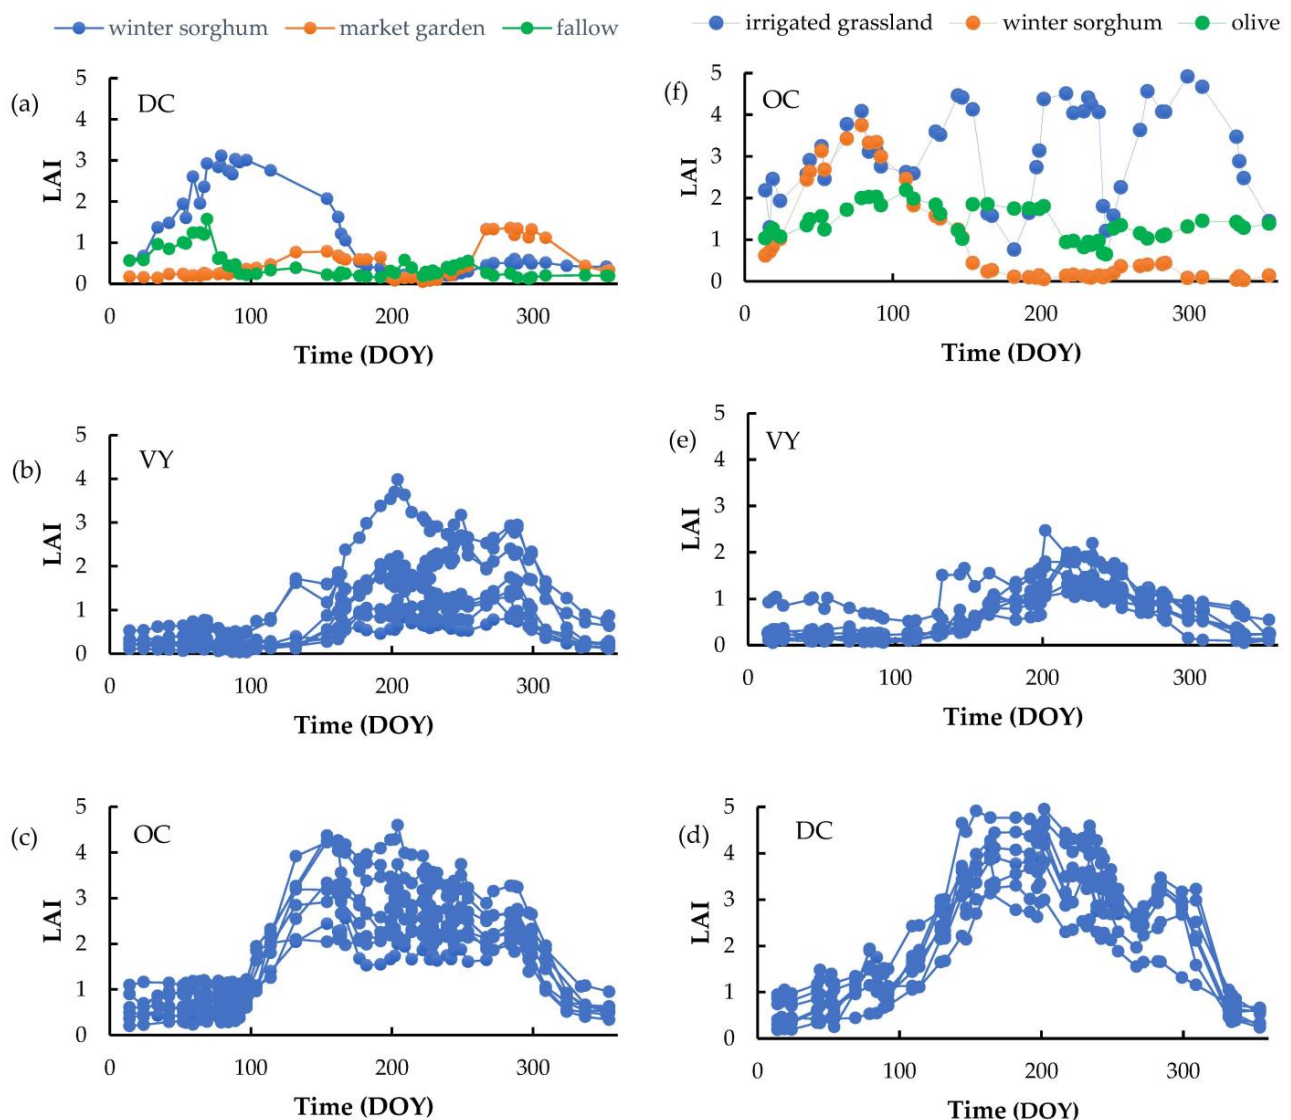 winter sorghum market garden fallow
(a) DC
LAI
5
4
3
2
1
0
0 100 200 300
Time (DOY)
irrigated grassland winter sorghum olive
(f) OC
LAI
5
4
3
2
1
0
0 100 200 300
Time (DOY)
(b) VY
LAI
5
4
3
2
1
0
0 100 200 300
Time (DOY)
(e) VY
LAI
5
4
3
2
1
0
0 100 200 300
Time (DOY)
(c) OC
LAI
5
4
3
2
1
0
0 100 200 300
Time (DOY)
(d) DC
LAI
5
4
3
2
1
0
0 100 200 300
Time (DOY)